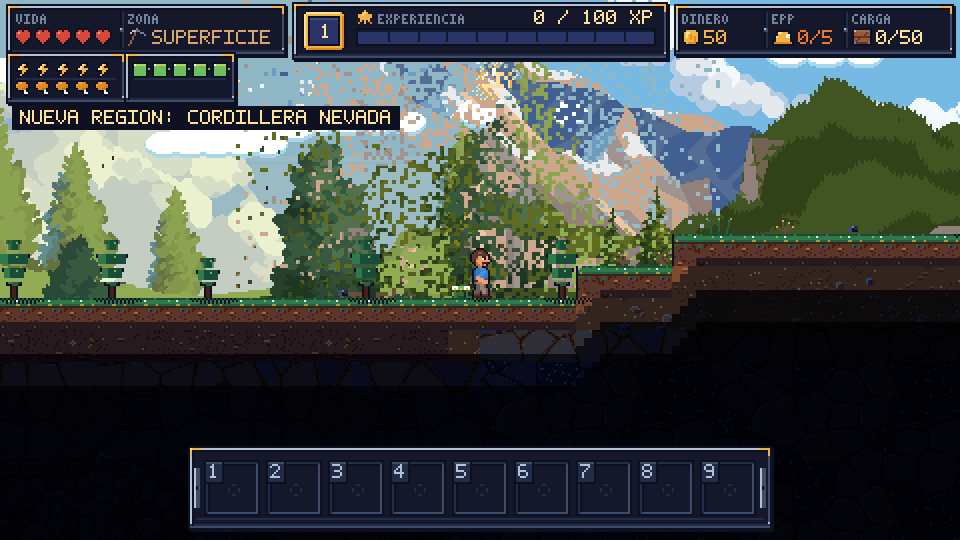 VIDA
ZONA
SUPERFICIE
1
EXPERIENCIA
0 / 100 XP
DINERO
50
EPP
0/5
CARGA
0/50
NUEVA REGION: CORDILLERA NEVADA
1 2 3 4 5 6 7 8 9